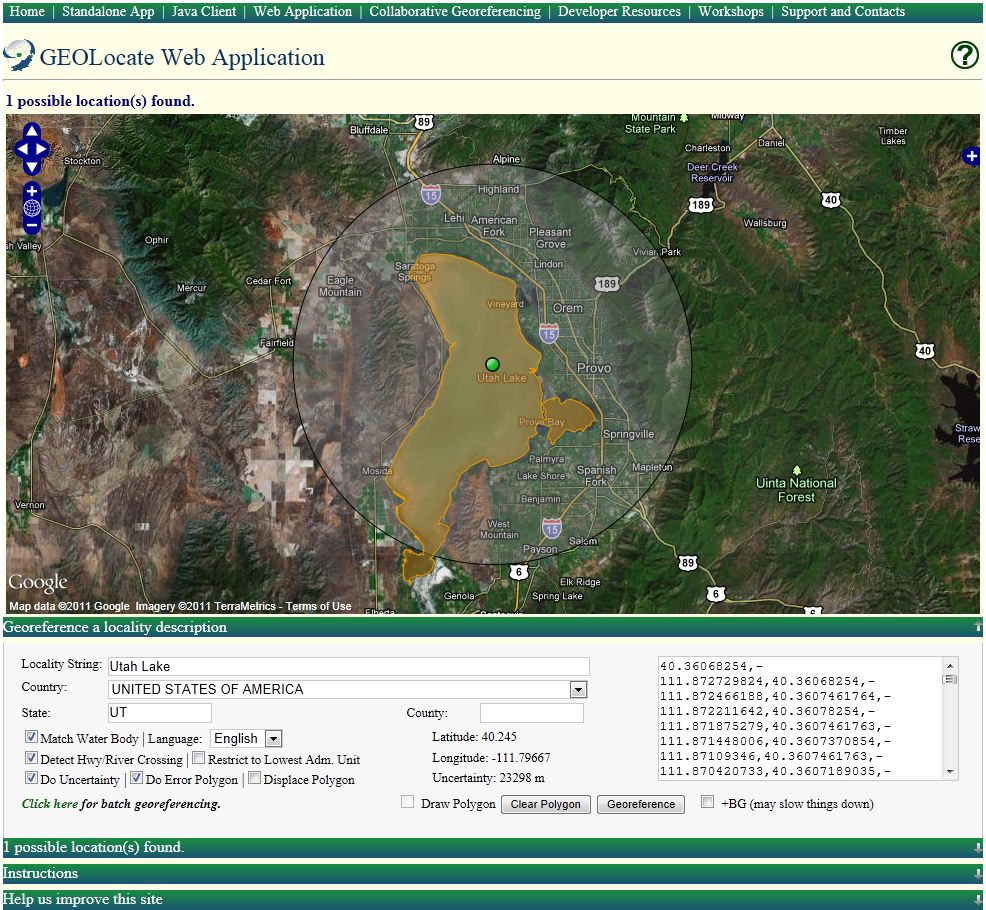 Home | Standalone App | Java Client | Web Application | Collaborative Georeferencing | Developer Resources | Workshops | Support and Contacts
GEOLocate Web Application
?
1 possible location(s) found.
Bluffdale
89
Mountain
State Park
Midway
Timber
Lakes
Stockton
Alpine
Charleston
Daniel
Deer Creek
Reservoir
15
Highland
189
40
Lehi
American
Fork
Wallsburg
Pleasant
Grove
sh Valley
Ophir
Vivian Park
Lindon
Saratoga
Springs
Eagle
Mountain
Cedar Fort
Mercur
189
Vineyard
Orem
15
Fairfield
40
Provo
Utah Lake
Provo Bay
Springville
Straw
Rese
Palmyra
Mosida
Lake Shore
Spanish
Fork
Mapleton
Uinta National
Forest
Benjamin
Vernon
West
Mountain
15
Salem
Payson
89
6
Google
Elk Ridge
Genola
Spring Lake
6
Map data ©2011 Google Imagery ©2011 TerraMetrics - Terms of Use
Elberta
Santaquin
6
Georeference a locality description
Locality String: Utah Lake
Country: UNITED STATES OF AMERICA
State: UT County:
Match Water Body | Language: English
Detect Hwy/River Crossing | Restrict to Lowest Adm. Unit
Do Uncertainty | Do Error Polygon | Displace Polygon
Click here for batch georeferencing.
Latitude: 40.245
Longitude: -111.79667
Uncertainty: 23298 m
Draw Polygon Clear Polygon Georeference +BG (may slow things down)
40.36068254,-
111.872729824,40.36068254,-
111.872466188,40.3607461764,-
111.872211642,40.36078254,-
111.871875279,40.3607461763,-
111.871448006,40.3607370854,-
111.87109346,40.3607461763,-
111.870420733,40.3607189035,-
1 possible location(s) found.
Instructions
Help us improve this site